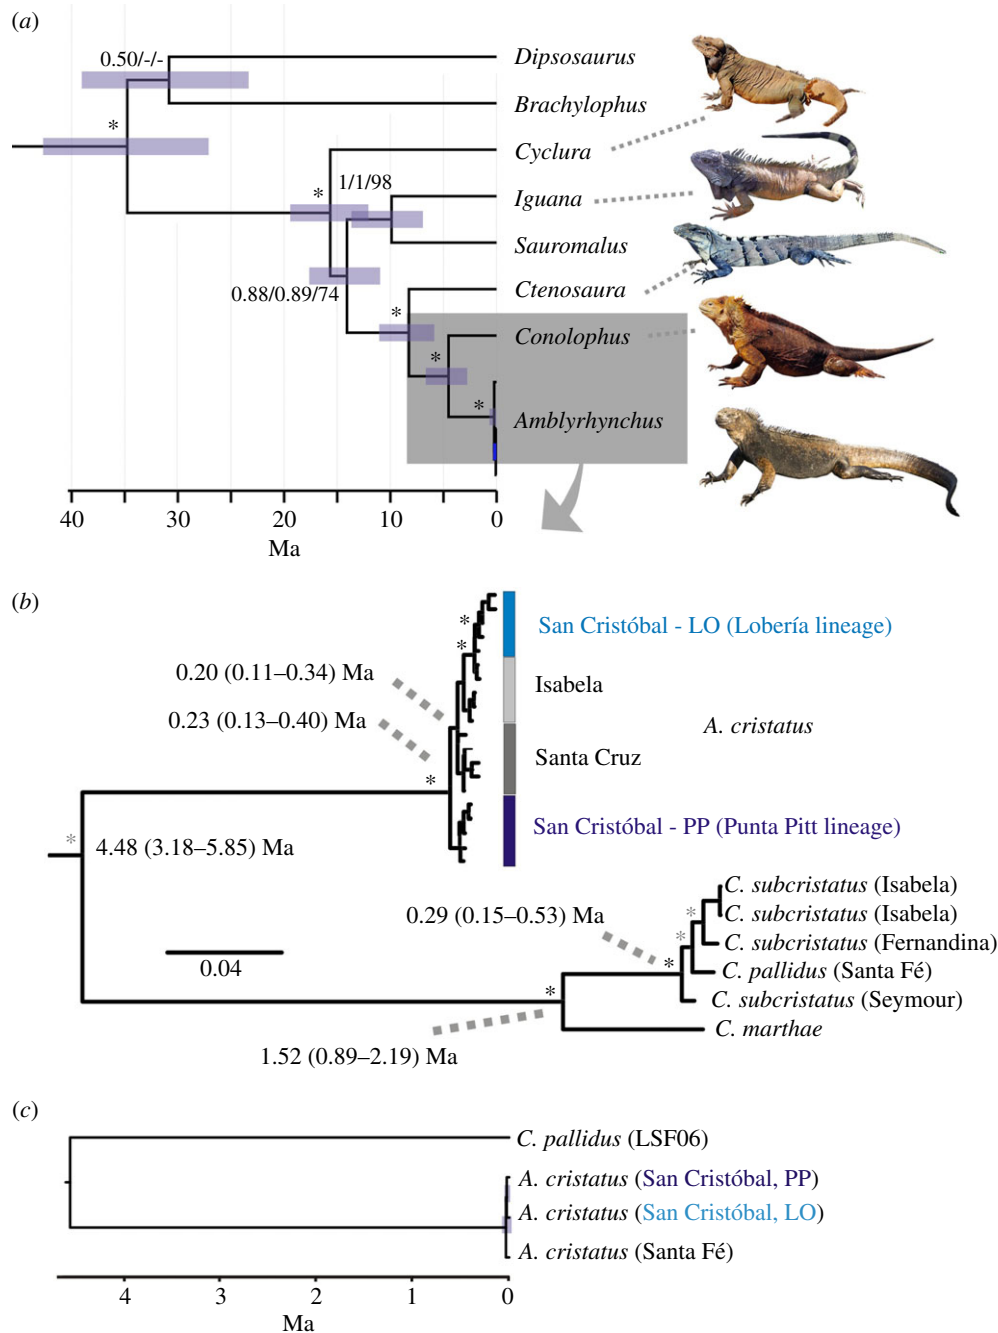 (a)
0.50/-/-
Dipsosaurus
*
Brachylophus
Cyclura
* 1/1/98
Iguana
Sauromalus
0.88/0.89/74
Ctenosaura
*
Conolophus
*
*
Amblyrhynchus
40 30 20 10 0
Ma
(b)
*
San Cristóbal - LO (Lobería lineage)
*
0.20 (0.11–0.34) Ma
Isabela
0.23 (0.13–0.40) Ma
A. cristatus
Santa Cruz
*
San Cristóbal - PP (Punta Pitt lineage)
*
4.48 (3.18–5.85) Ma
C. subcristatus (Isabela)
0.29 (0.15–0.53) Ma
* C. subcristatus (Isabela)
*
C. subcristatus (Fernandina)
0.04
* C. pallidus (Santa Fé)
* C. subcristatus (Seymour)
C. marthae
1.52 (0.89–2.19) Ma
(c)
C. pallidus (LSF06)
A. cristatus (San Cristóbal, PP)
A. cristatus (San Cristóbal, LO)
A. cristatus (Santa Fé)
4 3 2 1 0
Ma